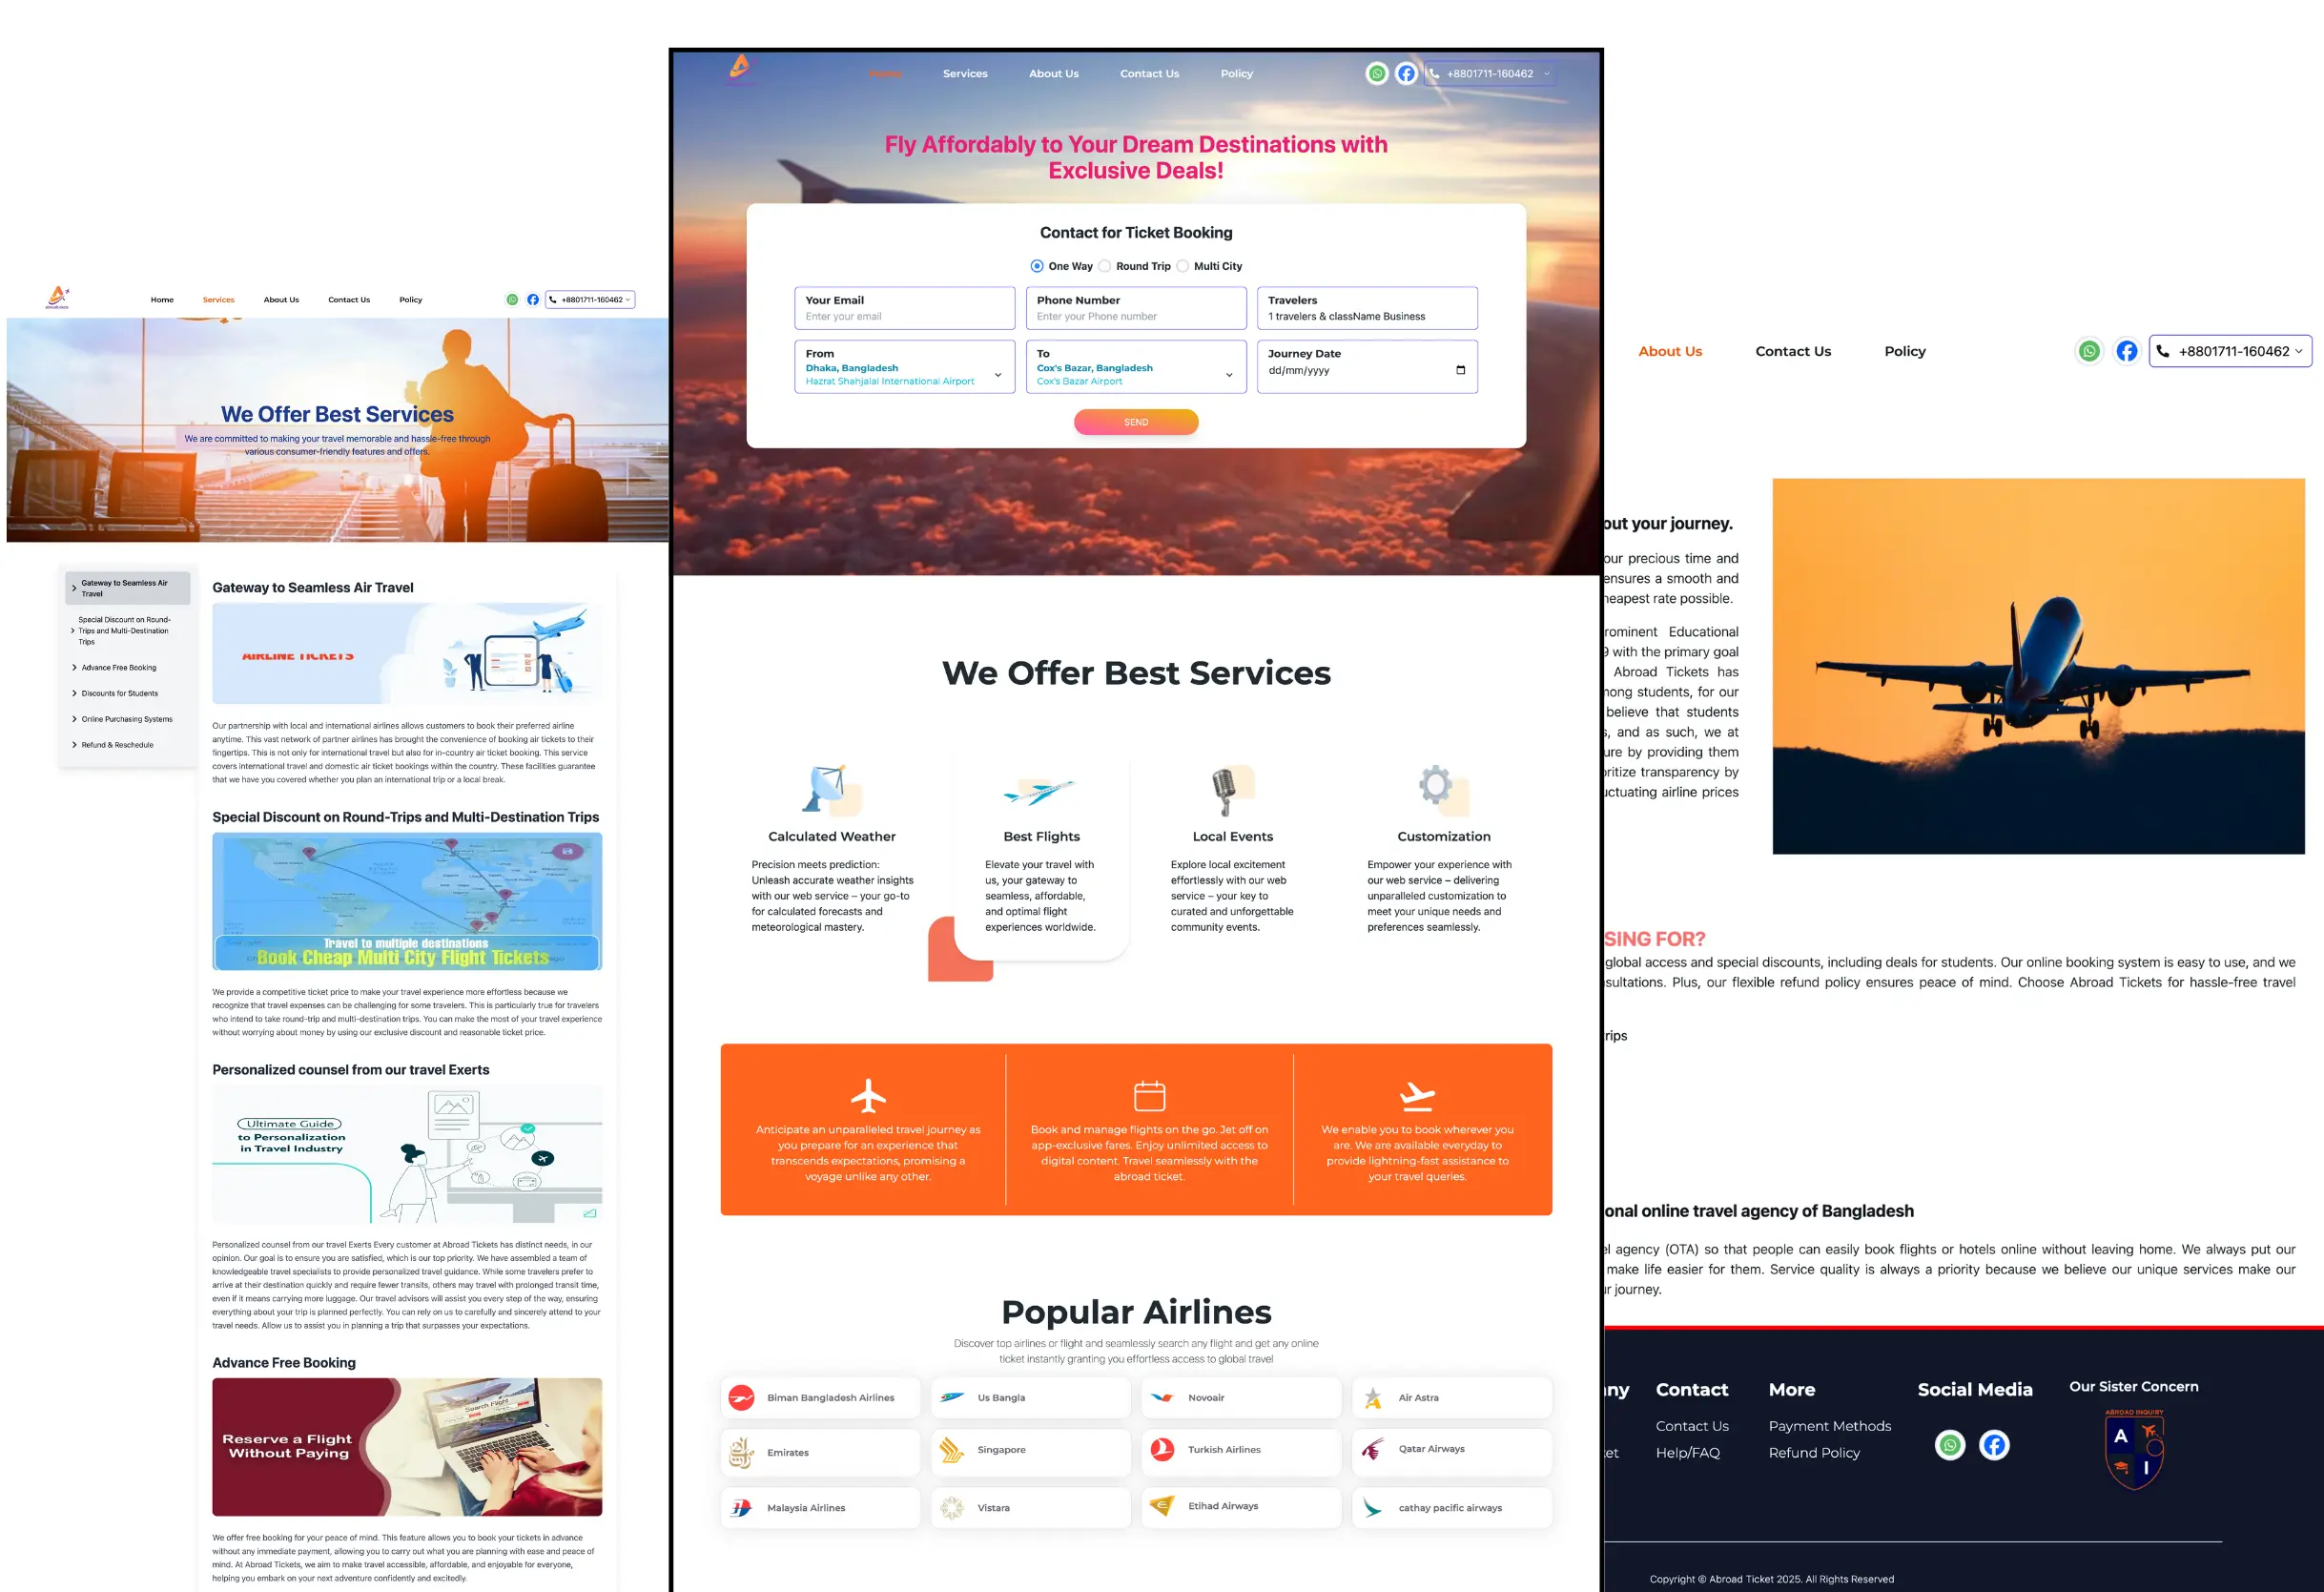 Home
Services
About Us
Contact Us
Policy
+8801711-160462
We Offer Best Services
We are committed to making your travel memorable and hassle-free through
various consumer-friendly features and offers.
Gateway to Seamless Air
Travel
Special Discount on Round-
Trips and Multi-Destination
Trips
Advance Free Booking
Discounts for Students
Online Purchasing Systems
Refund & Reschedule
Gateway to Seamless Air Travel
AIRLINE TICKETS
Our partnership with local and international airlines allows customers to book their preferred airline
anytime. This vast network of partner airlines has brought the convenience of booking air tickets to their
fingertips. This is not only for international travel but also for in-country air ticket booking. This service
covers international travel and domestic air ticket bookings within the country. These facilities guarantee
that we have you covered whether you plan an international trip or a local break.
Special Discount on Round-Trips and Multi-Destination Trips
Travel to multiple destinations
Book Cheap Multi City Flight Tickets
We provide a competitive ticket price to make your travel experience more effortless because we
recognize that travel expenses can be challenging for some travelers. This is particularly true for travelers
who intend to take round-trip and multi-destination trips. You can make the most of your travel experience
without worrying about money by using our exclusive discount and reasonable ticket price.
Personalized counsel from our travel Exerts
Ultimate Guide
to Personalization
in Travel Industry
Personalized counsel from our travel Exerts Every customer at Abroad Tickets has distinct needs, in our
opinion. Our goal is to ensure you are satisfied, which is our top priority. We have assembled a team of
knowledgeable travel specialists to provide personalized travel guidance. While some travelers prefer to
arrive at their destination quickly and require fewer transits, others may travel with prolonged transit time,
even if it means carrying more luggage. Our travel advisors will assist you every step of the way, ensuring
everything about your trip is planned perfectly. You can rely on us to carefully and sincerely attend to your
travel needs. Allow us to assist you in planning a trip that surpasses your expectations.
Advance Free Booking
Search Flight
Reserve a Flight
Without Paying
We offer free booking for your peace of mind. This feature allows you to book your tickets in advance
without any immediate payment, allowing you to carry out what you are planning with ease and peace of
mind. At Abroad Tickets, we aim to make travel accessible, affordable, and enjoyable for everyone,
helping you embark on your next adventure confidently and excitedly.
Home
Services
About Us
Contact Us
Policy
+8801711-160462
Fly Affordably to Your Dream Destinations with
Exclusive Deals!
Contact for Ticket Booking
One Way
Round Trip
Multi City
Your Email
Enter your email
Phone Number
Enter your Phone number
Travelers
1 travelers & className Business
From
Dhaka, Bangladesh
Hazrat Shahjalal International Airport
To
Cox's Bazar, Bangladesh
Cox's Bazar Airport
Journey Date
dd/mm/yyyy
SEND
We Offer Best Services
Calculated Weather
Precision meets prediction:
Unleash accurate weather insights
with our web service – your go-to
for calculated forecasts and
meteorological mastery.
Best Flights
Elevate your travel with
us, your gateway to
seamless, affordable,
and optimal flight
experiences worldwide.
Local Events
Explore local excitement
effortlessly with our web
service – your key to
curated and unforgettable
community events.
Customization
Empower your experience with
our web service – delivering
unparalleled customization to
meet your unique needs and
preferences seamlessly.
Anticipate an unparalleled travel journey as
you prepare for an experience that
transcends expectations, promising a
voyage unlike any other.
Book and manage flights on the go. Jet off on
app-exclusive fares. Enjoy unlimited access to
digital content. Travel seamlessly with the
abroad ticket.
We enable you to book wherever you
are. We are available everyday to
provide lightning-fast assistance to
your travel queries.
Popular Airlines
Discover top airlines or flight and seamlessly search any flight and get any online
ticket instantly granting you effortless access to global travel
Biman Bangladesh Airlines
Us Bangla
Novoair
Air Astra
Emirates
Singapore
Turkish Airlines
Qatar Airways
Malaysia Airlines
Vistara
Etihad Airways
cathay pacific airways
About Us
Contact Us
Policy
+8801711-160462
out your journey.
our precious time and
ensures a smooth and
heapest rate possible.
rominent Educational
9 with the primary goal
Abroad Tickets has
mong students, for our
believe that students
s, and as such, we at
ure by providing them
oritize transparency by
uctuating airline prices
SING FOR?
global access and special discounts, including deals for students. Our online booking system is easy to use, and we
sultations. Plus, our flexible refund policy ensures peace of mind. Choose Abroad Tickets for hassle-free travel
rips
onal online travel agency of Bangladesh
el agency (OTA) so that people can easily book flights or hotels online without leaving home. We always put our
make life easier for them. Service quality is always a priority because we believe our unique services make our
ur journey.
ny
ket
Contact
Contact Us
Help/FAQ
More
Payment Methods
Refund Policy
Social Media
Our Sister Concern
ABROAD INQUIRY
A
I
Copyright © Abroad Ticket 2025. All Rights Reserved